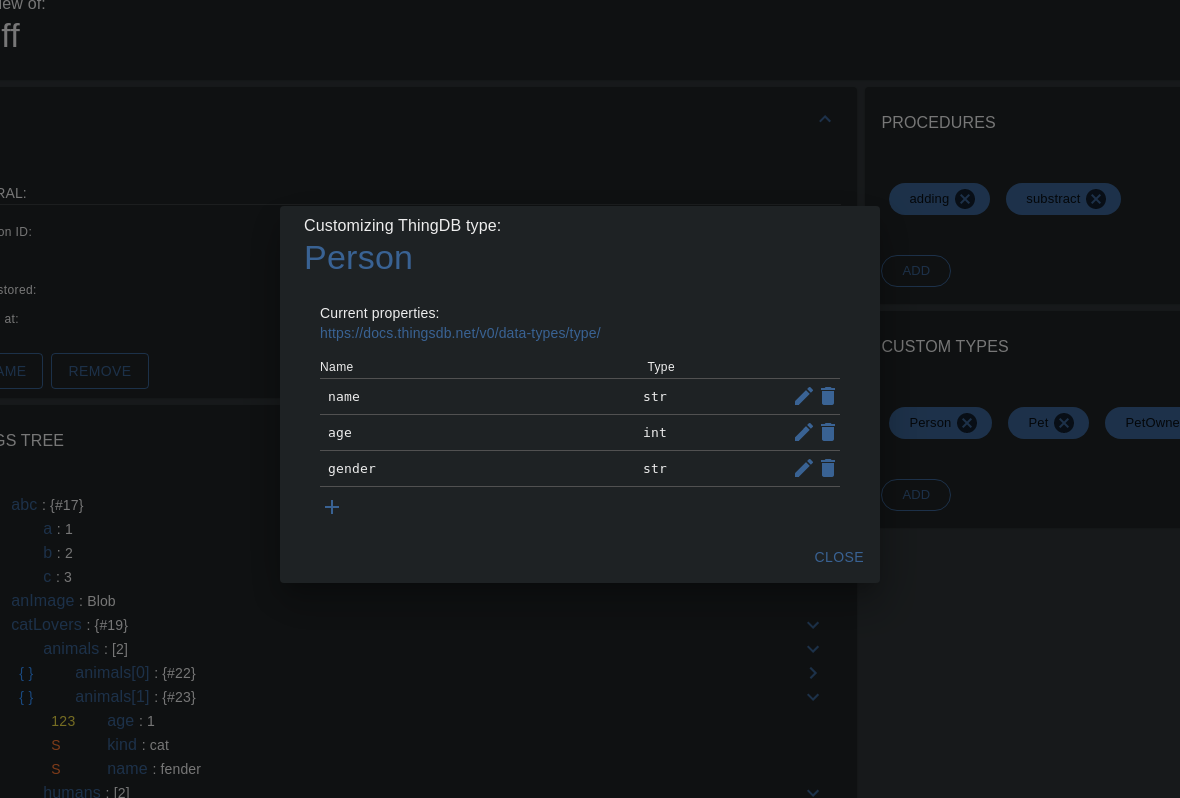 view of:
ff
PROCEDURES
adding
substract
ADD
RAL:
on ID:
stored:
at:
AME
REMOVE
Customizing ThingDB type:
Person
Current properties:
https://docs.thingsdb.net/v0/data-types/type/
Name Type
name str
age int
gender str
+
CLOSE
CUSTOM TYPES
Person
Pet
PetOwne
ADD
GS TREE
abc : {#17}
a : 1
b : 2
c : 3
anImage : Blob
catLovers : {#19}
animals : [2]
{ } animals[0] : {#22}
{ } animals[1] : {#23}
123 age : 1
S kind : cat
S name : fender
humans : [2]